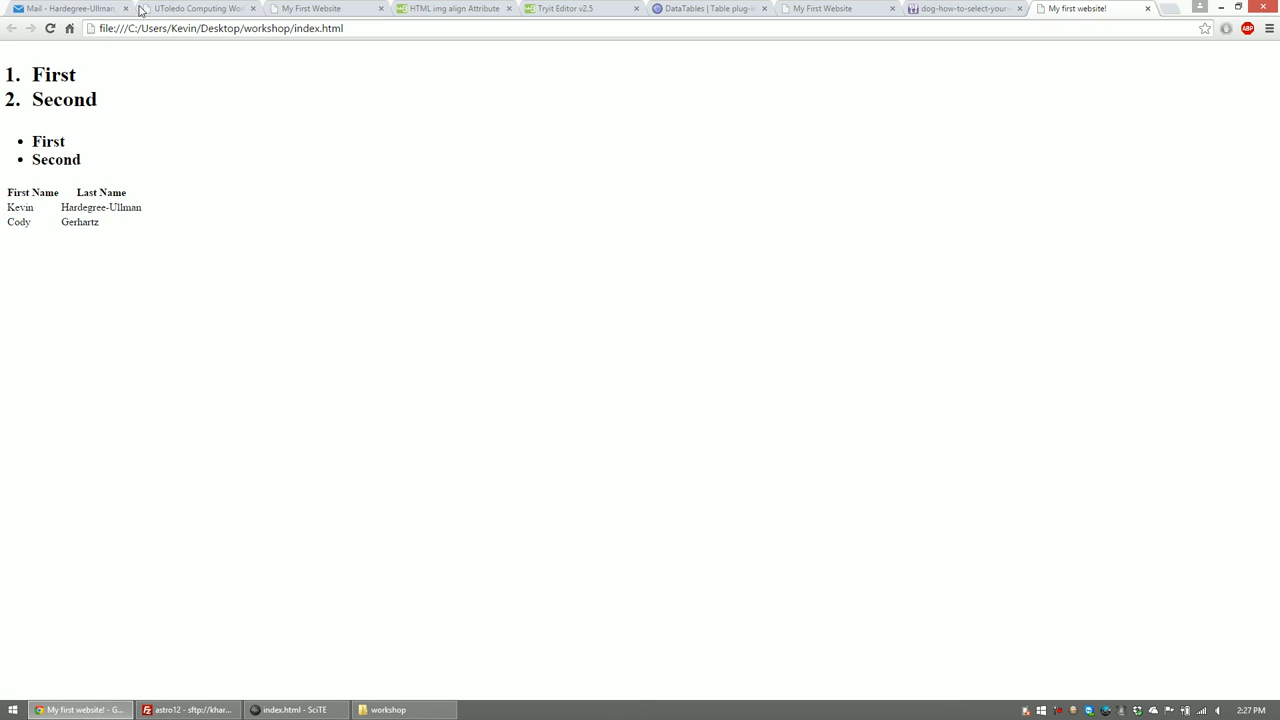 Mail - Hardegree-Ullman, UToledo Computing Wor My First Website HTML img align Attribute Tryit Editor v2.5 DataTables | Table plug-in My First Website dog-how-to-select-your- My first website!
file:///C:/Users/Kevin/Desktop/workshop/index.html ABP
1. First
2. Second
• First
• Second
First Name Last Name
Kevin Hardegree-Ullman
Cody Gerhartz
My first website! - G... astro12 - sftp://khar... index.html - SciTE workshop 2:27 PM